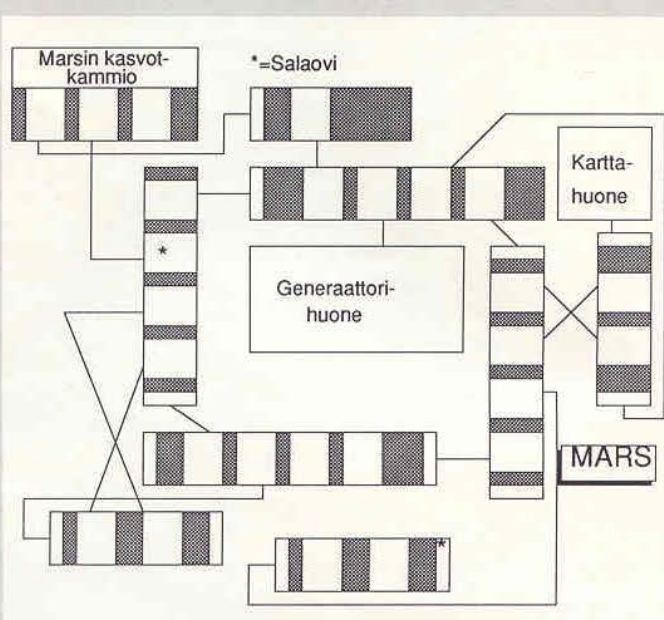 Marsin kasvot-
kammio
*=Salaovi
Kartta-
huone
*
Generaattori-
huone
MARS
*